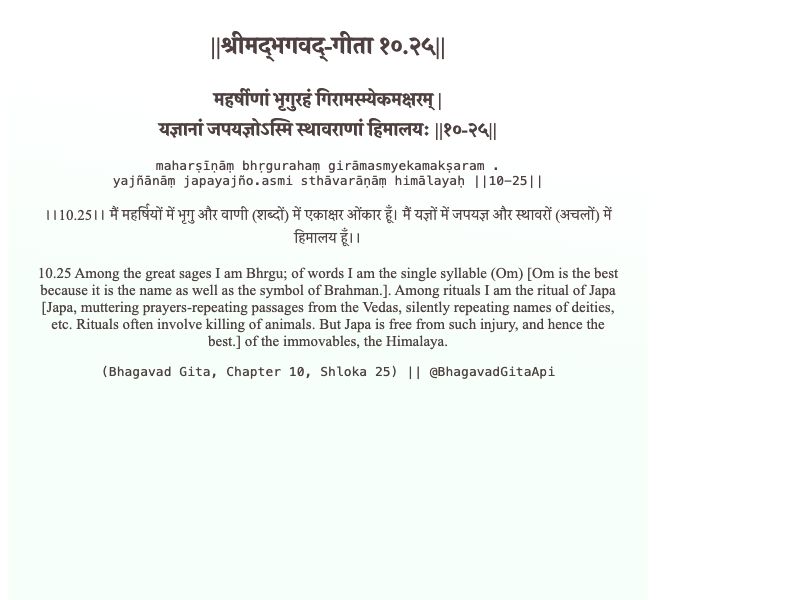 ||श्रीमद्‍भगवद्‍-गीता १०.२५||
महर्षीणां भृगुरहं गिरामस्म्येकमक्षरम् |
यज्ञानां जपयज्ञोऽस्मि स्थावराणां हिमालयः ||१०-२५||
maharṣīṇāṃ bhṛgurahaṃ girāmasmyekamakṣaram .
yajñānāṃ japayajño.asmi sthāvarāṇāṃ himālayaḥ ||10-25||
।।10.25।। मैं महर्षियों में भृगु और वाणी (शब्दों) में एकाक्षर ओंकार हूँ। मैं यज्ञों में जपयज्ञ और स्थावरों (अचलों) में
हिमालय हूँ।।
10.25 Among the great sages I am Bhrgu; of words I am the single syllable (Om) [Om is the best
because it is the name as well as the symbol of Brahman.]. Among rituals I am the ritual of Japa
[Japa, muttering prayers-repeating passages from the Vedas, silently repeating names of deities,
etc. Rituals often involve killing of animals. But Japa is free from such injury, and hence the
best.] of the immovables, the Himalaya.
(Bhagavad Gita, Chapter 10, Shloka 25) || @BhagavadGitaApi